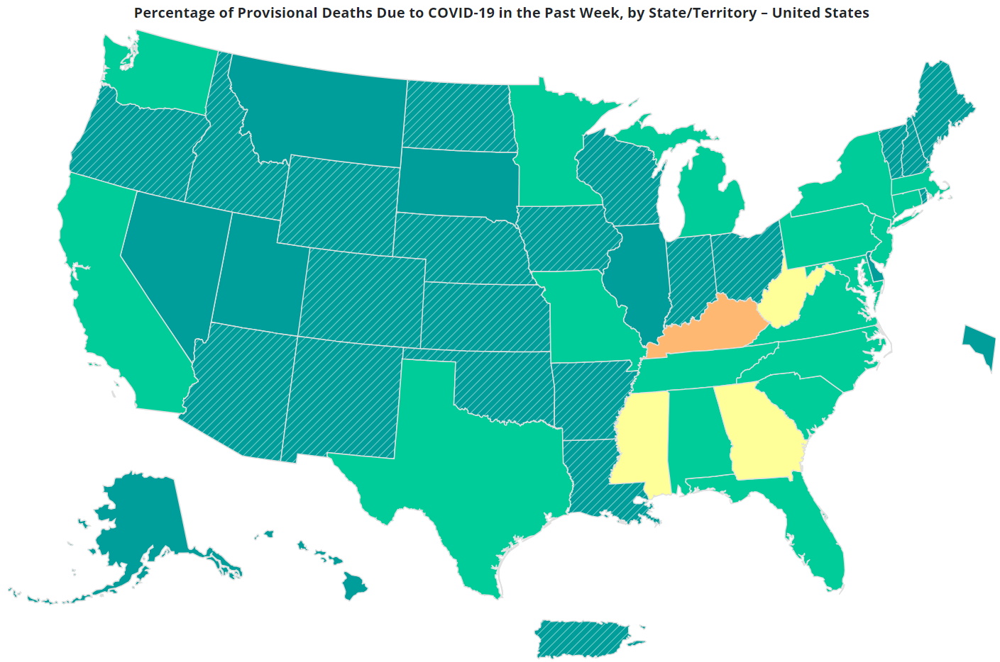 Percentage of Provisional Deaths Due to COVID-19 in the Past Week, by State/Territory – United States